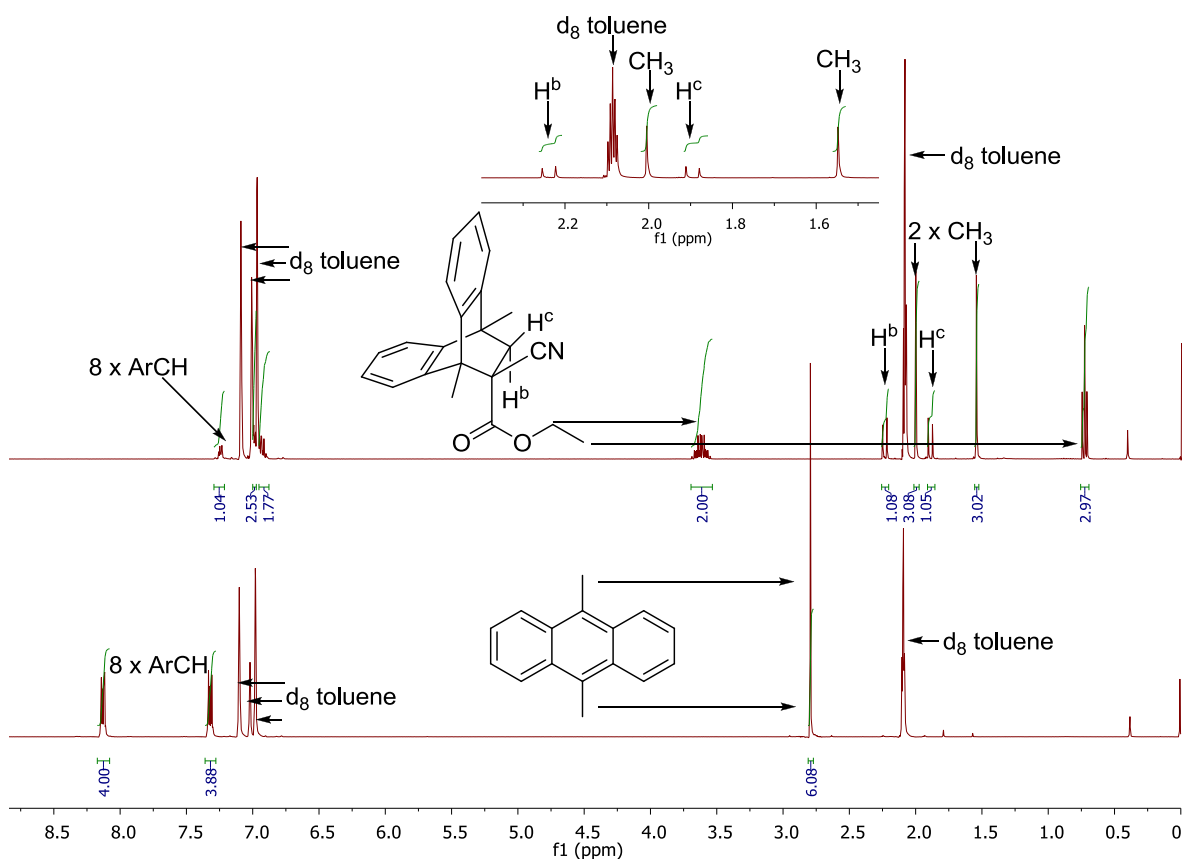 d8 toluene
Hb
CH3
Hc
CH3
2.2
2.0
1.8
1.6
f1 (ppm)
d8 toluene
2 x CH3
d8 toluene
Hb
Hc
8 x ArCH
Hc
CN
Hb
O
O
1.04
2.53
1.77
2.00
1.08
3.08
1.05
3.02
2.97
8 x ArCH
d8 toluene
d8 toluene
4.00
3.88
6.08
8.5
8.0
7.5
7.0
6.5
6.0
5.5
5.0
4.5
4.0
3.5
3.0
2.5
2.0
1.5
1.0
0.5
0
f1 (ppm)